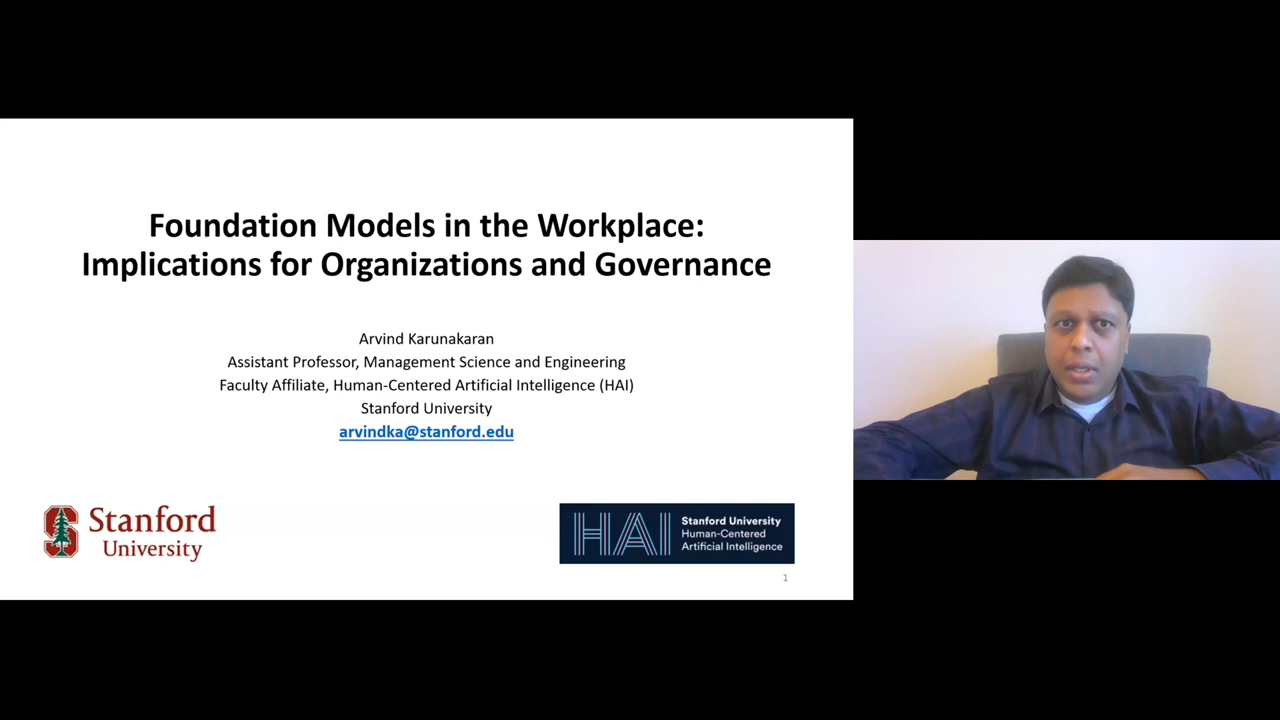 Foundation Models in the Workplace:
Implications for Organizations and Governance
Arvind Karunakaran
Assistant Professor, Management Science and Engineering
Faculty Affiliate, Human-Centered Artificial Intelligence (HAI)
Stanford University
arvindka@stanford.edu
Stanford
University
HAI
Stanford University
Human-Centered
Artificial Intelligence
1